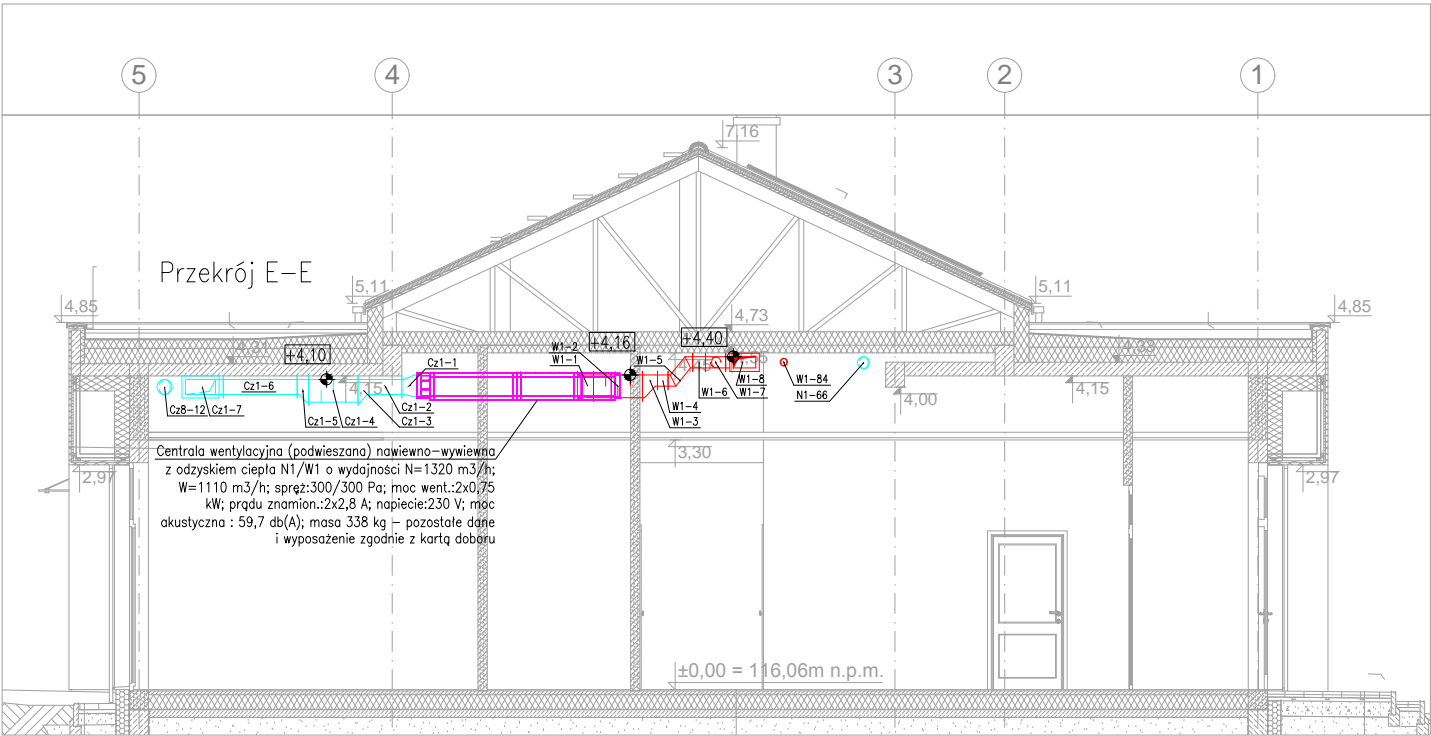 5
4
3
2
1
7,16
Przekrój E–E
5,11
5,11
4,85
4,85
4,73
+4,40
+4,16
+4,10
4,31
4,33
W1-2
W1-1
Cz1-1
W1-5
W1-8
W1-7
W1-6
W1-84
N1-66
Cz1-6
4,15
4,15
Cz8-12
Cz1-7
Cz1-5
Cz1-4
Cz1-2
Cz1-3
W1-4
W1-3
4,00
3,30
2,97
2,97
Centrala wentylacyjna (podwieszana) nawiewno-wywiewna
z odzyskiem ciepta N1/W1 o wydajności N=1320 m3/h;
W=1110 m3/h; spręż:300/300 Pa; moc went.:2x0,75
kW; prądu znamion.:2x2,8 A; napiecie:230 V; moc
akustyczna : 59,7 db(A); masa 338 kg – pozostałe dane
i wyposażenie zgodnie z kartą doboru
±0,00 = 116,06m n.p.m.